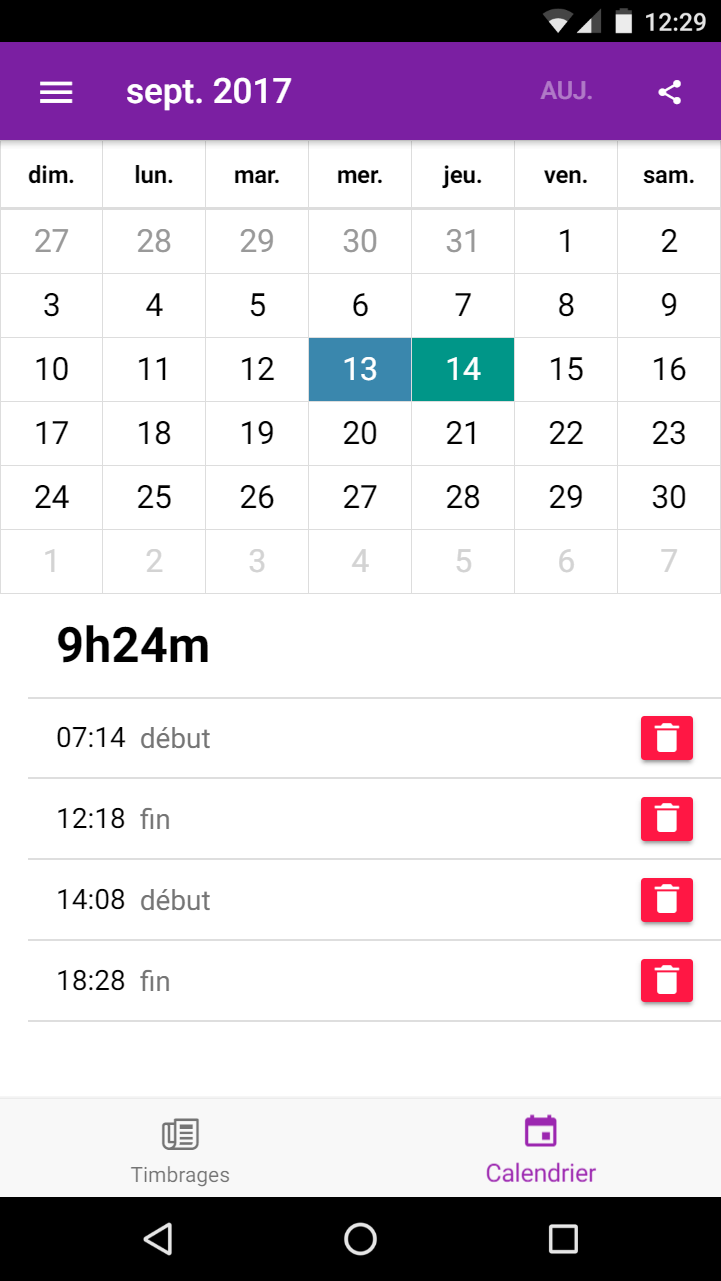 12:29
sept. 2017 AUJ.
dim. lun. mar. mer. jeu. ven. sam.
27 28 29 30 31 1 2
3 4 5 6 7 8 9
10 11 12 13 14 15 16
17 18 19 20 21 22 23
24 25 26 27 28 29 30
1 2 3 4 5 6 7
9h24m
07:14 début
12:18 fin
14:08 début
18:28 fin
Timbrages Calendrier